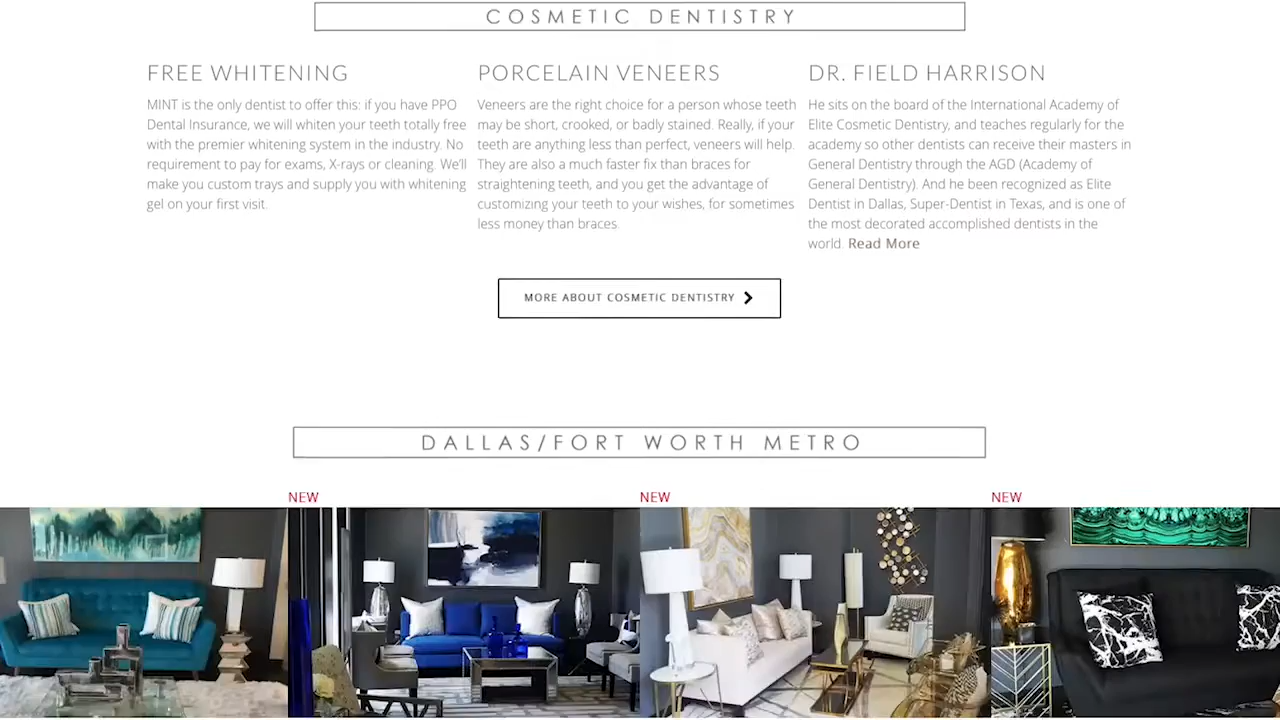 COSMETIC DENTISTRY
FREE WHITENING
MINT is the only dentist to offer this: if you have PPO
Dental Insurance, we will whiten your teeth totally free
with the premier whitening system in the industry. No
requirement to pay for exams, X-rays or cleaning. We'll
make you custom trays and supply you with whitening
gel on your first visit.
PORCELAIN VENEERS
Veneers are the right choice for a person whose teeth
may be short, crooked, or badly stained. Really, if your
teeth are anything less than perfect, veneers will help.
They are also a much faster fix than braces for
straightening teeth, and you get the advantage of
customizing your teeth to your wishes, for sometimes
less money than braces.
DR. FIELD HARRISON
He sits on the board of the International Academy of
Elite Cosmetic Dentistry, and teaches regularly for the
academy so other dentists can receive their masters in
General Dentistry through the AGD (Academy of
General Dentistry). And he been recognized as Elite
Dentist in Dallas, Super-Dentist in Texas, and is one of
the most decorated accomplished dentists in the
world. Read More
MORE ABOUT COSMETIC DENTISTRY
DALLAS/FORT WORTH METRO
NEW
NEW
NEW